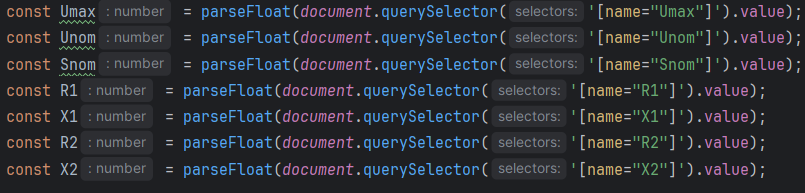 const Umax : number = parseFloat(document.querySelector( selectors: '[name="Umax"]').value);
const Unom : number = parseFloat(document.querySelector( selectors: '[name="Unom"]').value);
const Snom : number = parseFloat(document.querySelector( selectors: '[name="Snom"]').value);
const R1 : number = parseFloat(document.querySelector( selectors: '[name="R1"]').value);
const X1 : number = parseFloat(document.querySelector( selectors: '[name="X1"]').value);
const R2 : number = parseFloat(document.querySelector( selectors: '[name="R2"]').value);
const X2 : number = parseFloat(document.querySelector( selectors: '[name="X2"]').value);